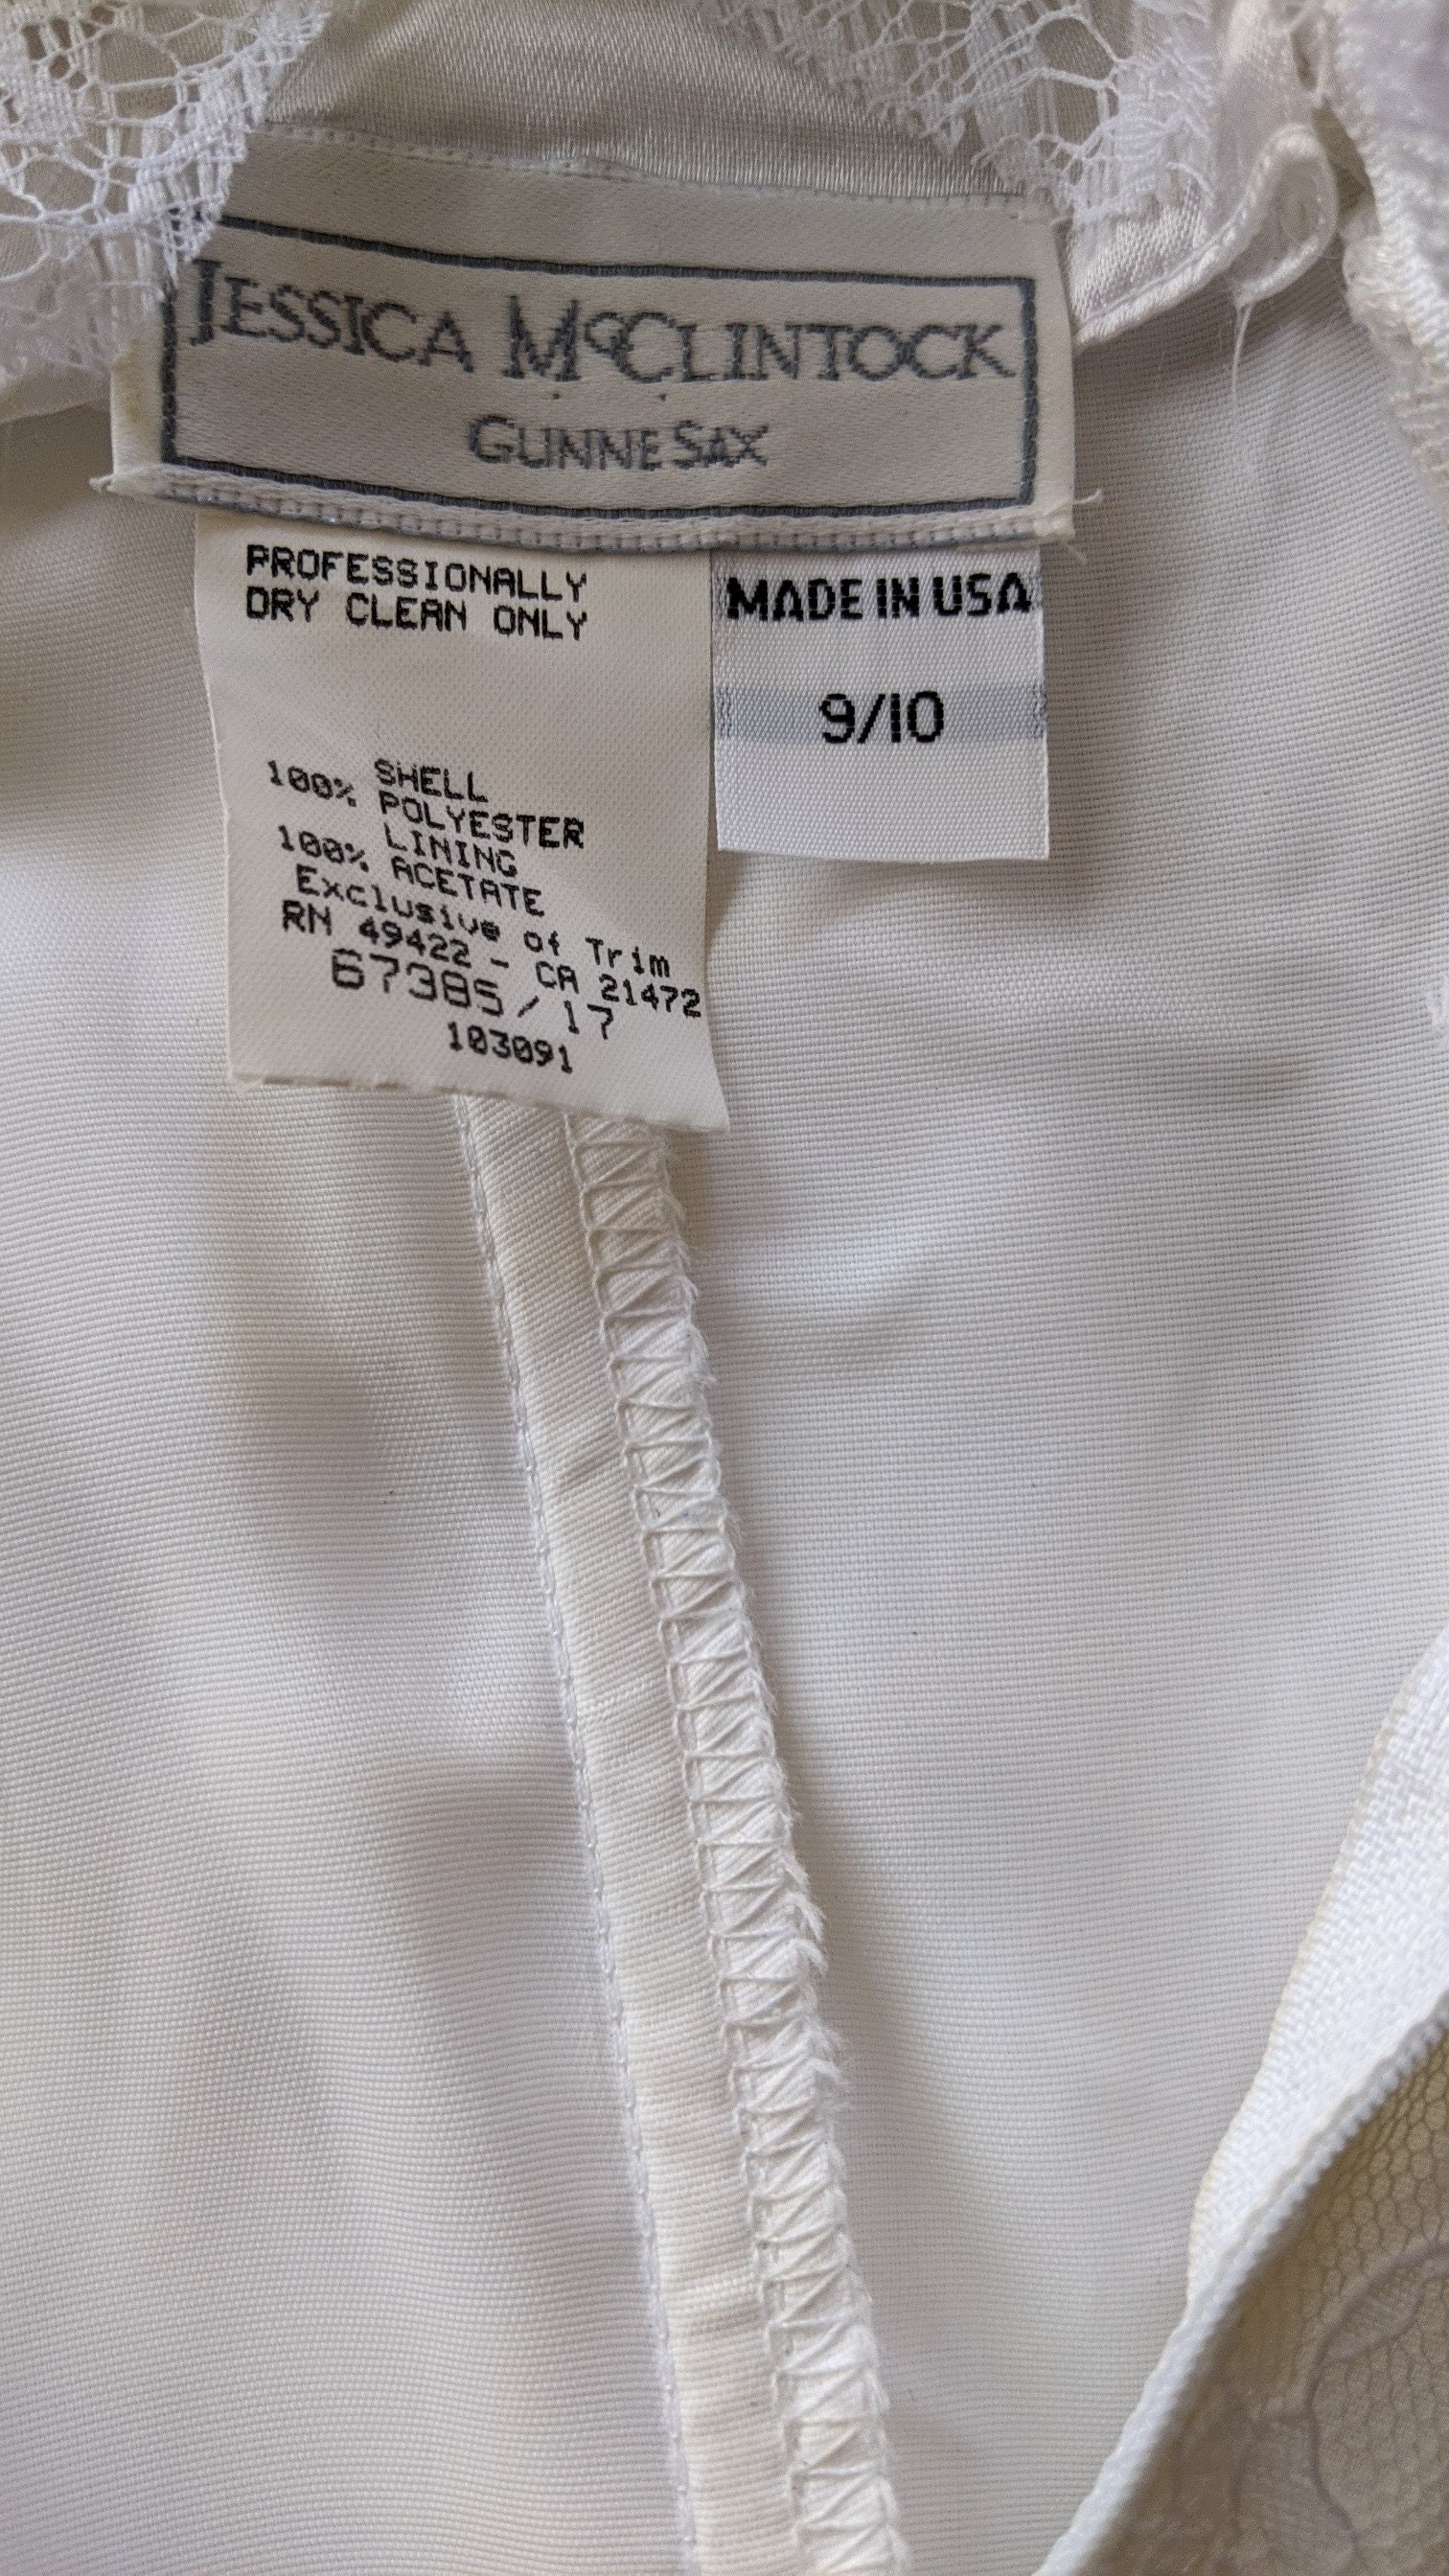 JESSICA McCLINTOCK
GUNNE SAX
PROFESSIONALLY
DRY CLEAN ONLY
SHELL
100% POLYESTER
LINING
100% ACETATE
Exclusive of Trim
RN 49422 - CA 21472
67385/17
103091
MADE IN USA
9/10